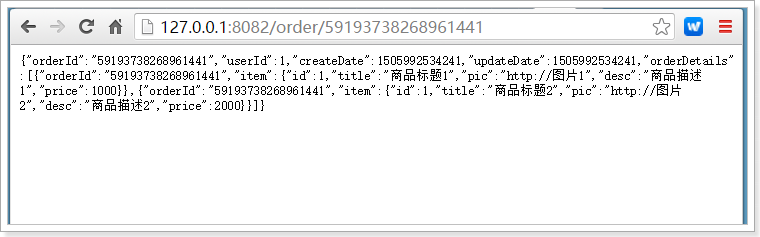 127.0.0.1:8082/order/59193738268961441
{"orderId":"59193738268961441","userId":1,"createDate":1505992534241,"updateDate":1505992534241,"orderDetails"
:[{"orderId":"59193738268961441","item":{"id":1,"title":"商品标题1","pic":"http://图片1","desc":"商品描述
1","price":1000}},{"orderId":"59193738268961441","item":{"id":1,"title":"商品标题2","pic":"http://图片
2","desc":"商品描述2","price":2000}}]}